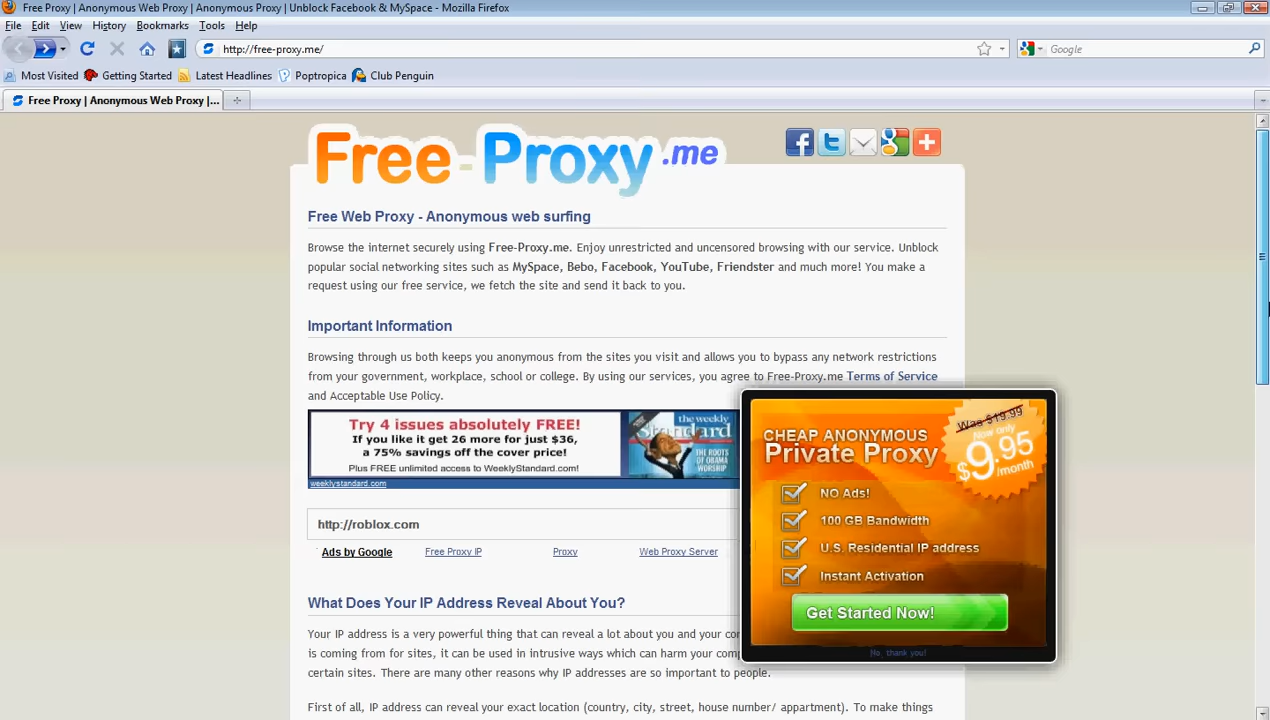 Free Proxy | Anonymous Web Proxy | Anonymous Proxy | Unblock Facebook & MySpace - Mozilla Firefox
File Edit View History Bookmarks Tools Help
http://free-proxy.me/
Google
Most Visited Getting Started Latest Headlines Poptropica Club Penguin
Free Proxy | Anonymous Web Proxy |...
Free-Proxy.me
Free Web Proxy - Anonymous web surfing
Browse the internet securely using Free-Proxy.me. Enjoy unrestricted and uncensored browsing with our service. Unblock
popular social networking sites such as MySpace, Bebo, Facebook, YouTube, Friendster and much more! You make a
request using our free service, we fetch the site and send it back to you.
Important Information
Browsing through us both keeps you anonymous from the sites you visit and allows you to bypass any network restrictions
from your government, workplace, school or college. By using our services, you agree to Free-Proxy.me Terms of Service
and Acceptable Use Policy.
Try 4 issues absolutely FREE!
If you like it get 26 more for just $36,
a 75% savings off the cover price!
Plus FREE unlimited access to WeeklyStandard.com!
weeklystandard.com
the weekly
Standard
THE ROOTS
OF OBAMA
WORSHIP
http://roblox.com
Ads by Google Free Proxy IP Proxy Web Proxy Server
What Does Your IP Address Reveal About You?
Your IP address is a very powerful thing that can reveal a lot about you and your
is coming from for sites, it can be used in intrusive ways which can harm your
certain sites. There are many other reasons why IP addresses are so important to people.
First of all, IP address can reveal your exact location (country, city, street, house number/ appartment). To make things
Was $19.99
Now only
$9.95
/month
CHEAP ANONYMOUS
Private Proxy
NO Ads!
100 GB Bandwidth
U.S. Residential IP address
Instant Activation
Get Started Now!
No, thank you!